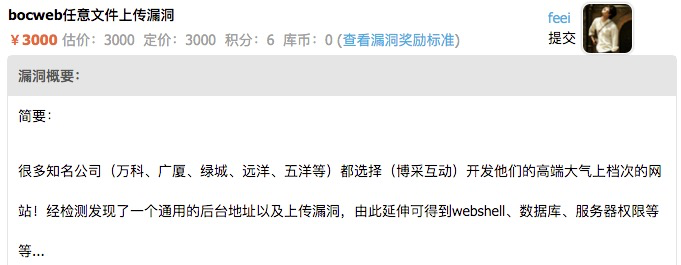 bocweb任意文件上传漏洞
feei
￥3000 估价：3000 定价：3000 积分：6 库币：0 (查看漏洞奖励标准)
提交
漏洞概要：
简要：
很多知名公司（万科、广厦、绿城、远洋、五洋等）都选择（博采互动）开发他们的高端大气上档次的网
站！经检测发现了一个通用的后台地址以及上传漏洞，由此延伸可得到webshell、数据库、服务器权限等
等...